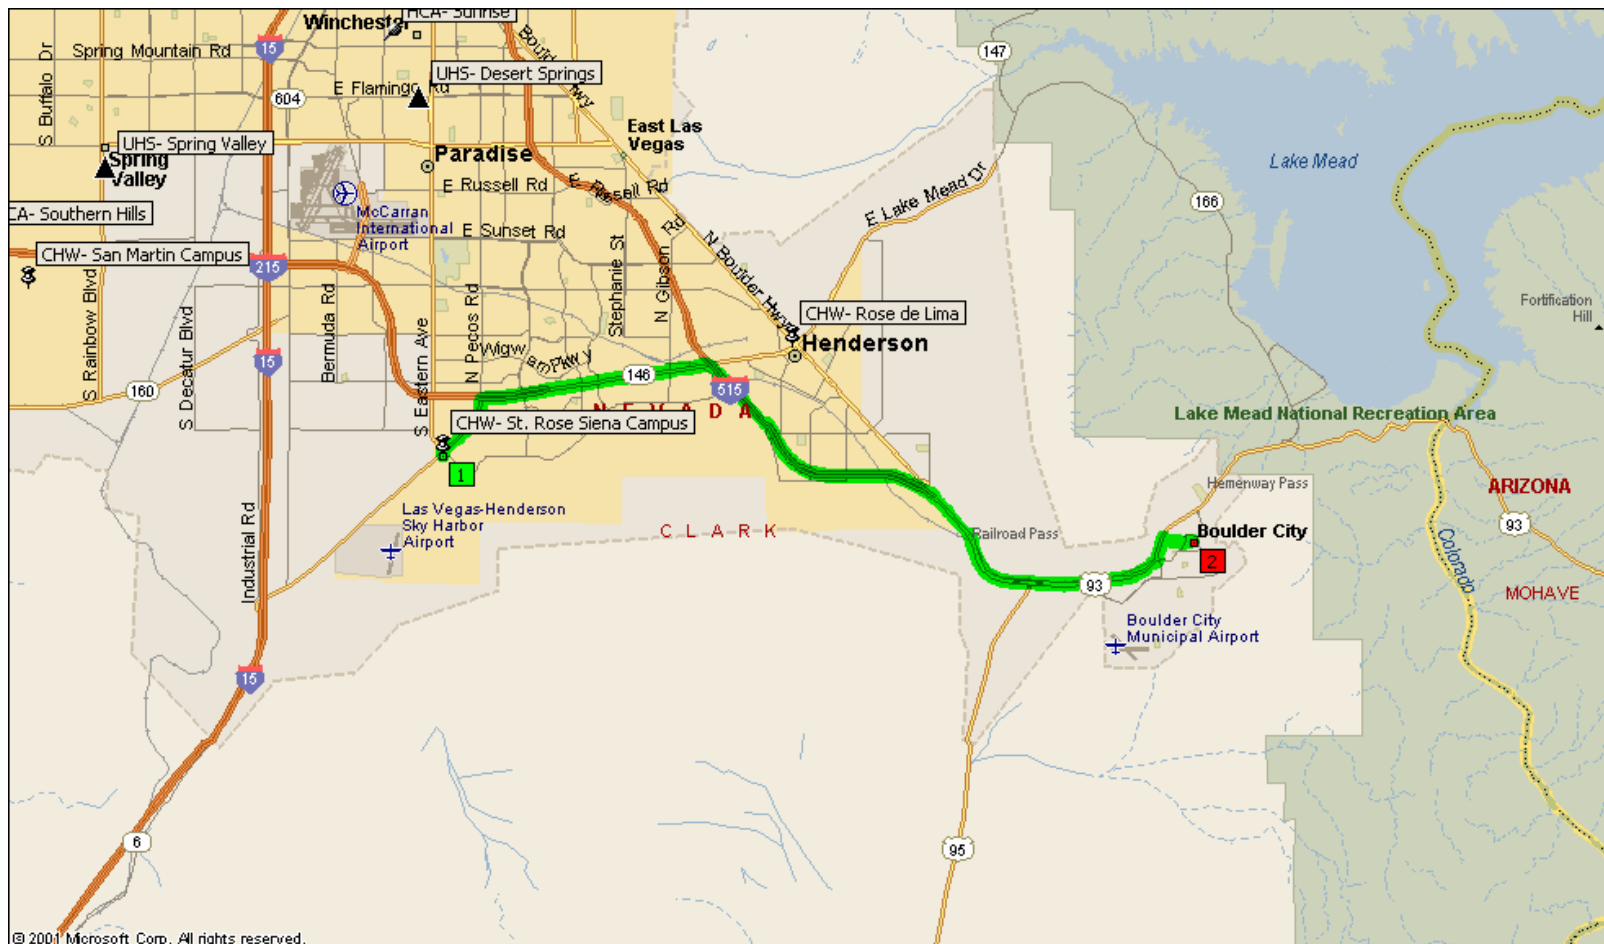 HCA- Sunrise
Winchester
Spring Mountain Rd
15
147
S Buffalo Dr
UHS- Desert Springs
E Flamingo Rd
604
Boulder Hwy
East Las
Vegas
UHS- Spring Valley
Spring
Valley
Paradise
Lake Mead
E Russell Rd
E Russell Rd
E Lake Mead Dr
166
CA- Southern Hills
McCarran
International
Airport
E Sunset Rd
Rd
CHW- San Martin Campus
215
N Boulder Hwy
Stephanie St
N Gibson
S Rainbow Blvd
S Decatur Blvd
Bermuda Rd
S Eastern Ave
N Pecos Rd
Fortification
Hill
CHW- Rose de Lima
Henderson
Wigwam Pkwy
15
146
160
515
NEVADA
CHW- St. Rose Siena Campus
Lake Mead National Recreation Area
1
Hemenway Pass
ARIZONA
93
Las Vegas-Henderson
Sky Harbor
Airport
CLARK
Railroad Pass
Boulder City
2
Industrial Rd
Colorado
93
MOHAVE
Boulder City
Municipal Airport
15
6
95
© 2001 Microsoft Corp. All rights reserved.